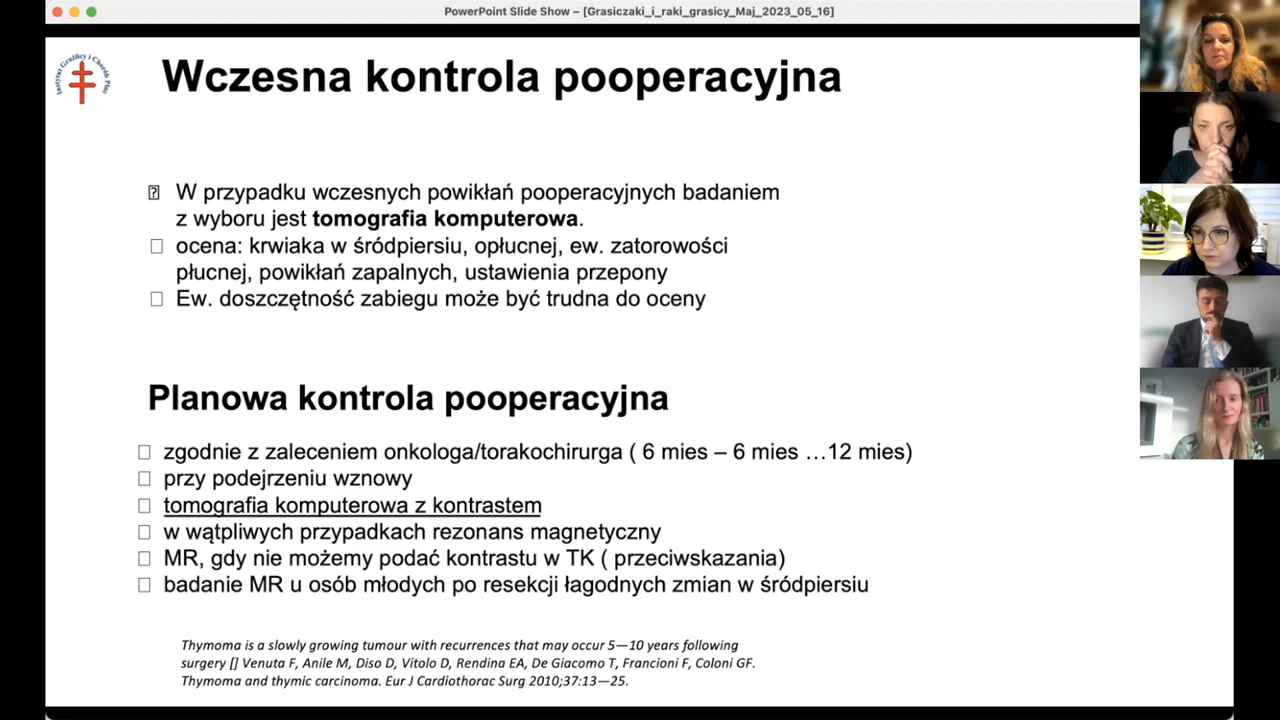 PowerPoint Slide Show – [Grasiczaki_i_raki_grasicy_Maj_2023_05_16]
Instytut Gruźlicy i Chorób Płuc
Wczesna kontrola pooperacyjna
W przypadku wczesnych powikłań pooperacyjnych badaniem
z wyboru jest tomografia komputerowa.
ocena: krwiaka w śródpiersiu, opłucnej, ew. zatorowości
płucnej, powikłań zapalnych, ustawienia przepony
Ew. doszczętność zabiegu może być trudna do oceny
Planowa kontrola pooperacyjna
zgodnie z zaleceniem onkologa/torakochirurga ( 6 mies – 6 mies …12 mies)
przy podejrzeniu wznowy
tomografia komputerowa z kontrastem
w wątpliwych przypadkach rezonans magnetyczny
MR, gdy nie możemy podać kontrastu w TK ( przeciwskazania)
badanie MR u osób młodych po resekcji łagodnych zmian w śródpiersiu
Thymoma is a slowly growing tumour with recurrences that may occur 5—10 years following
surgery [] Venuta F, Anile M, Diso D, Vitolo D, Rendina EA, De Giacomo T, Francioni F, Coloni GF.
Thymoma and thymic carcinoma. Eur J Cardiothorac Surg 2010;37:13—25.